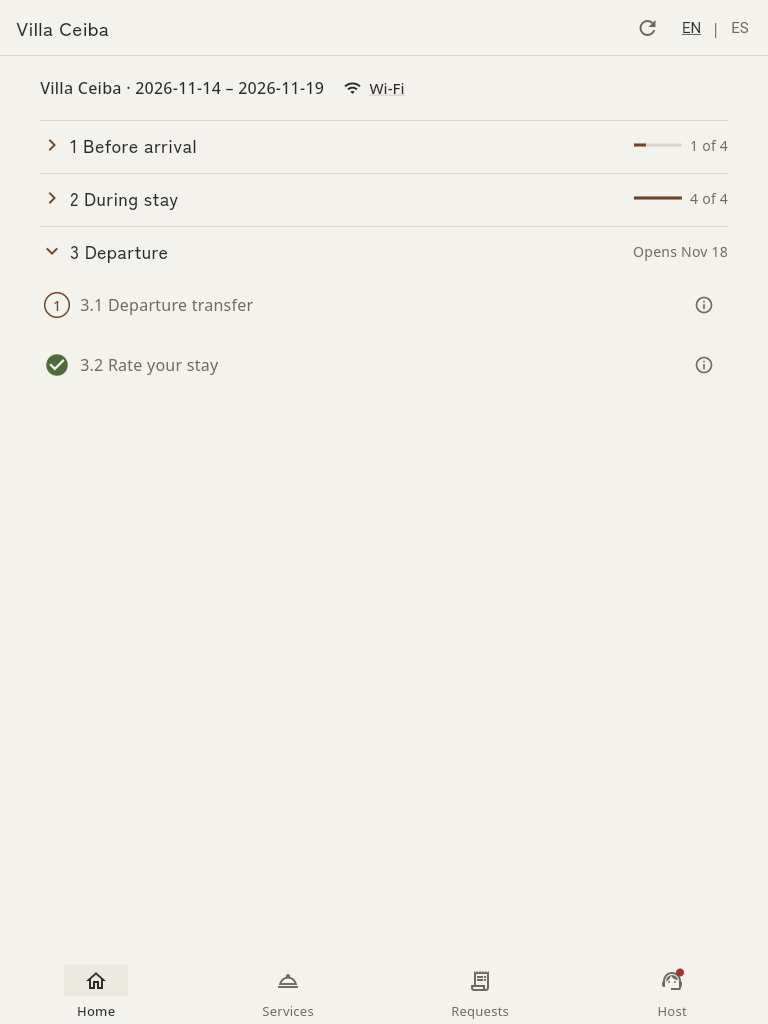 Villa Ceiba
EN | ES
Villa Ceiba · 2026-11-14 – 2026-11-19 Wi-Fi
1 Before arrival 1 of 4
2 During stay 4 of 4
3 Departure Opens Nov 18
1 3.1 Departure transfer
3.2 Rate your stay
Home Services Requests Host